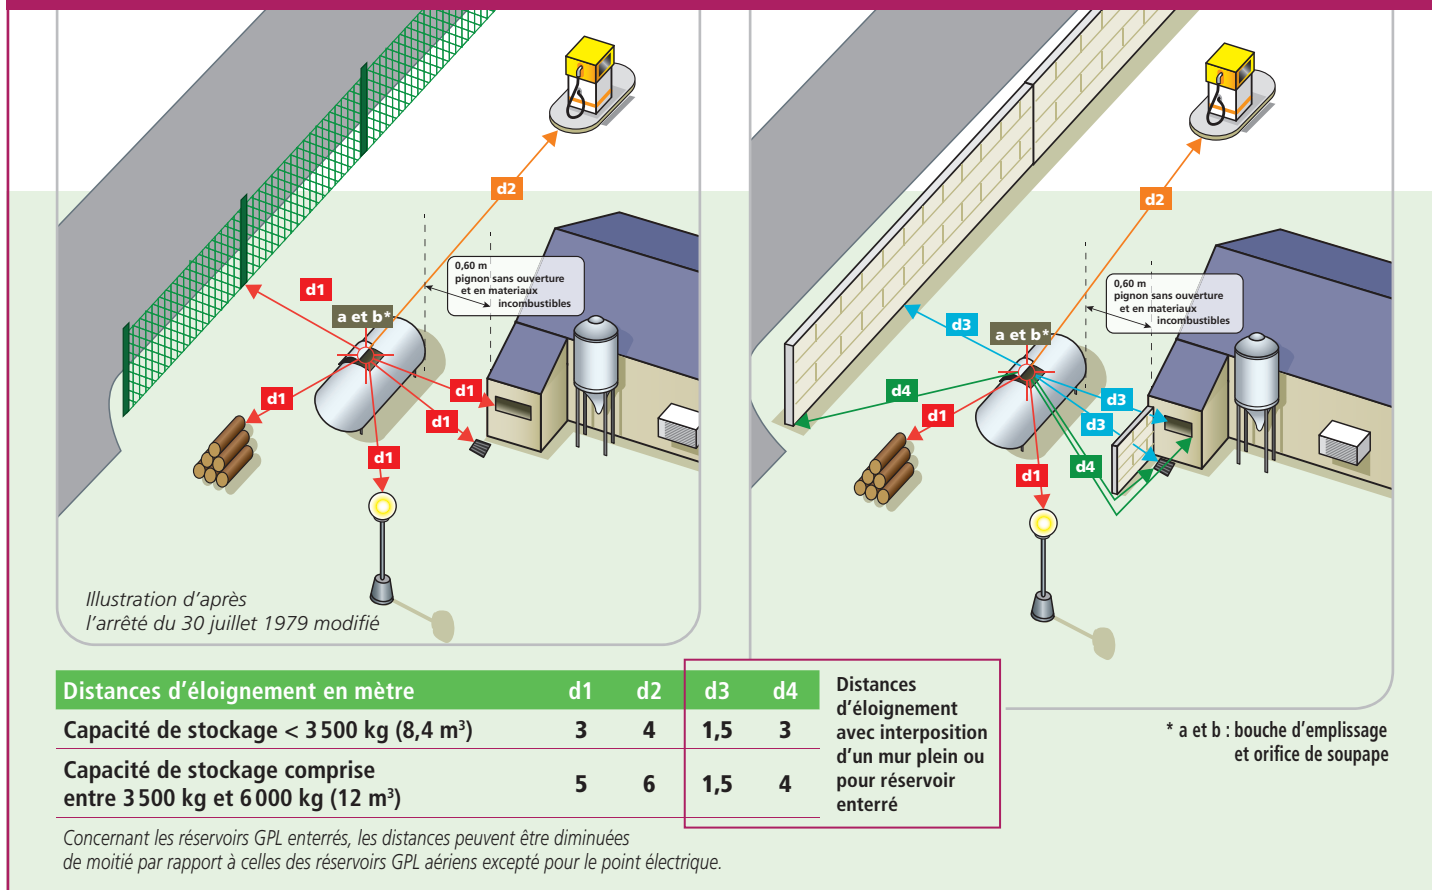 d2
d1
a et b*
0,60 m
pignon sans ouverture
et en materiaux
incombustibles
d1
d1
d1
d1
Illustration d'après
l'arrêté du 30 juillet 1979 modifié
d2
0,60 m
pignon sans ouverture
et en materiaux
incombustibles
d3
a et b*
d4
d1
d3
d3
d4
d1
Distances d'éloignement en mètre d1 d2 d3 d4
Capacité de stockage < 3 500 kg (8,4 m³) 3 4 1,5 3
Capacité de stockage comprise
entre 3 500 kg et 6 000 kg (12 m³) 5 6 1,5 4
Distances
d'éloignement
avec interposition
d'un mur plein ou
pour réservoir
enterré
* a et b : bouche d'emplissage
et orifice de soupape
Concernant les réservoirs GPL enterrés, les distances peuvent être diminuées
de moitié par rapport à celles des réservoirs GPL aériens excepté pour le point électrique.